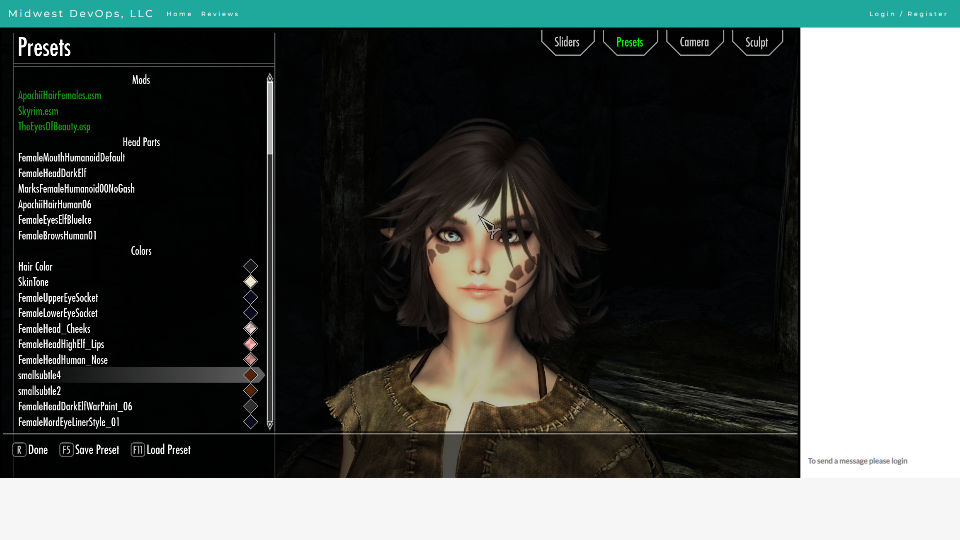 Midwest DevOps, LLC
Home Reviews
Login / Register
Presets
Sliders
Presets
Camera
Sculpt
Mods
ApachiiHairFemales.esm
Skyrim.esm
TheEyesOfBeauty.esp
Head Parts
FemaleMouthHumanoidDefault
FemaleHeadDarkElf
MarksFemaleHumanoid00NoGash
ApachiiHairHuman06
FemaleEyesElfBlueIce
FemaleBrowsHuman01
Colors
Hair Color
SkinTone
FemaleUpperEyeSocket
FemaleLowerEyeSocket
FemaleHead_Cheeks
FemaleHeadHighElf_Lips
FemaleHeadHuman_Nose
smallsubtle4
smallsubtle2
FemaleHeadDarkElfWarPaint_06
FemaleNordEyeLinerStyle_01
R Done F5 Save Preset F11 Load Preset
To send a message please login